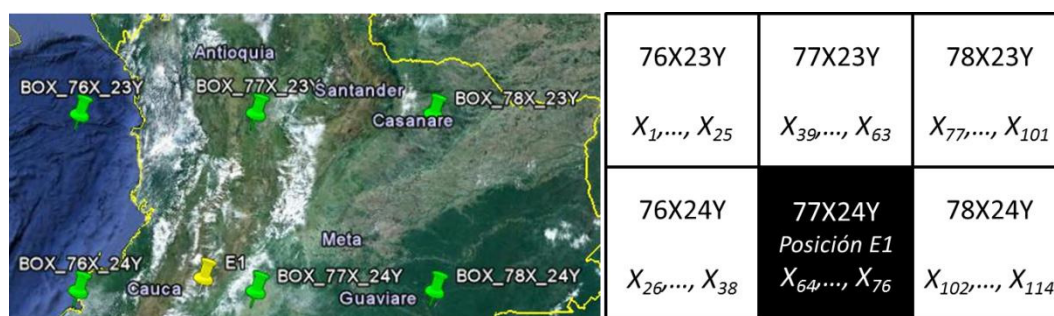 Antioquia
BOX_76X_23Y
BOX_77X_23Y
Santander
BOX_78X_23Y
Casanare
Meta
E1
BOX_76X_24Y
Cauca
BOX_77X_24Y
BOX_78X_24Y
Guaviare
76X23Y
77X23Y
78X23Y
X1,..., X25
X39,..., X63
X77,..., X101
76X24Y
77X24Y
78X24Y
Posición E1
X26,..., X38
X64,..., X76
X102,..., X114